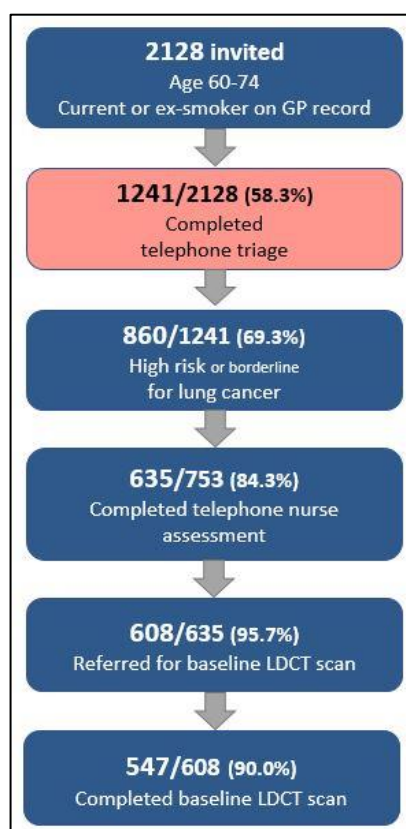 2128 invited
Age 60-74
Current or ex-smoker on GP record
1241/2128 (58.3%)
Completed
telephone triage
860/1241 (69.3%)
High risk or borderline
for lung cancer
635/753 (84.3%)
Completed telephone nurse
assessment
608/635 (95.7%)
Referred for baseline LDCT scan
547/608 (90.0%)
Completed baseline LDCT scan